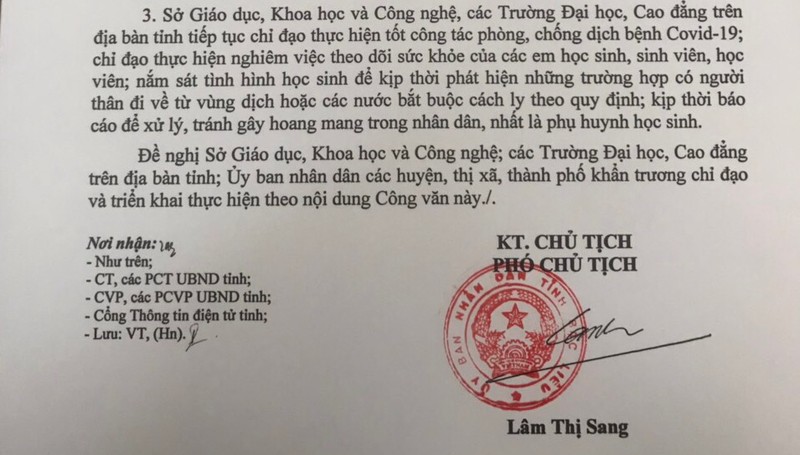 3. Sở Giáo dục, Khoa học và Công nghệ, các Trường Đại học, Cao đẳng trên
địa bàn tỉnh tiếp tục chỉ đạo thực hiện tốt công tác phòng, chống dịch bệnh Covid-19;
chỉ đạo thực hiện nghiêm việc theo dõi sức khỏe của các em học sinh, sinh viên, học
viên; nắm sát tình hình học sinh để kịp thời phát hiện những trường hợp có người
thân đi về từ vùng dịch hoặc các nước bắt buộc cách ly theo quy định; kịp thời báo
cáo để xử lý, tránh gây hoang mang trong nhân dân, nhất là phụ huynh học sinh.
Đề nghị Sở Giáo dục, Khoa học và Công nghệ; các Trường Đại học, Cao đẳng
trên địa bàn tỉnh; Ủy ban nhân dân các huyện, thị xã, thành phố khẩn trương chỉ đạo
và triển khai thực hiện theo nội dung Công văn này./.
Nơi nhận:
- Như trên;
- CT, các PCT UBND tỉnh;
- CVP, các PCVP UBND tỉnh;
- Cổng Thông tin điện tử tỉnh;
- Lưu: VT, (Hn).
KT. CHỦ TỊCH
PHÓ CHỦ TỊCH
ỦY BAN NHÂN DÂN TỈNH BẠC LIÊU
Lâm Thị Sang